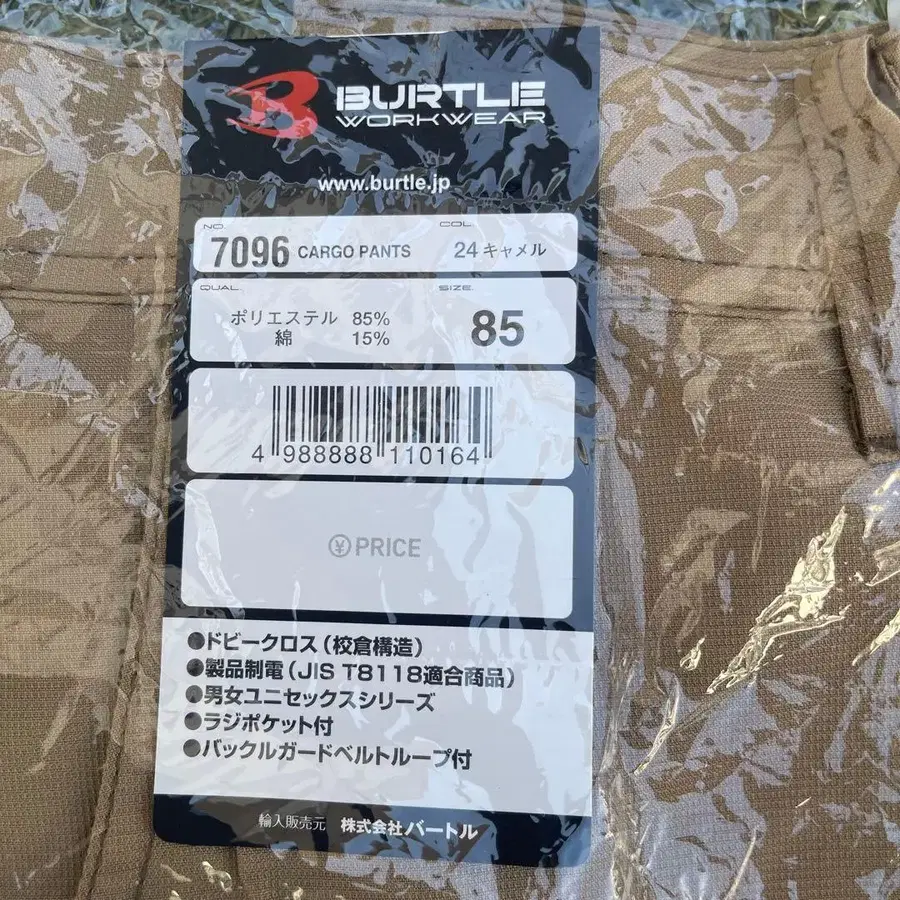 BURTLE
WORKWEAR
www.burtle.jp
NO. COL.
7096 CARGO PANTS 24 キャメル
QUAL. SIZE.
ポリエステル 85%
綿 15%
85
4 988888 110164
¥PRICE
●ドビークロス(校倉構造)
●製品制電(JIS T8118適合商品)
●男女ユニセックスシリーズ
●ラジポケット付
●バックルガードベルトループ付
輸入販売元 株式会社バートル